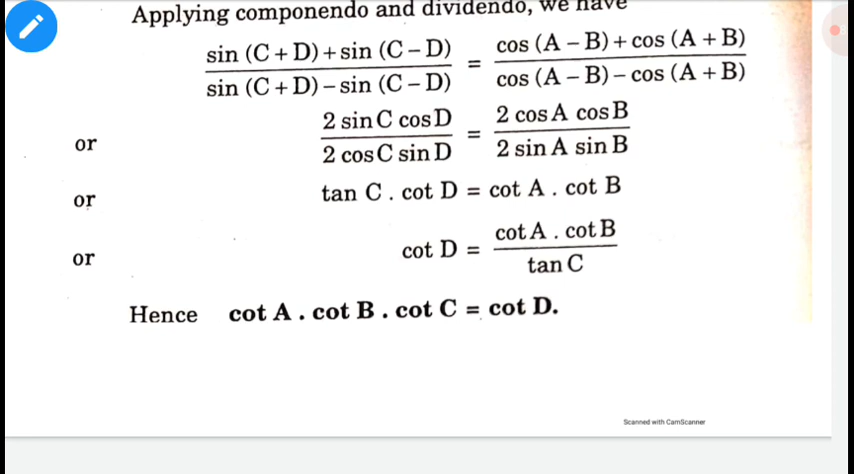 Applying componendo and dividendo, we have
sin (C + D) + sin (C – D) / sin (C + D) – sin (C – D) = cos (A – B) + cos (A + B) / cos (A – B) – cos (A + B)
or 2 sin C cos D / 2 cos C sin D = 2 cos A cos B / 2 sin A sin B
or tan C . cot D = cot A . cot B
or cot D = cot A . cot B / tan C
Hence cot A . cot B . cot C = cot D.
Scanned with CamScanner